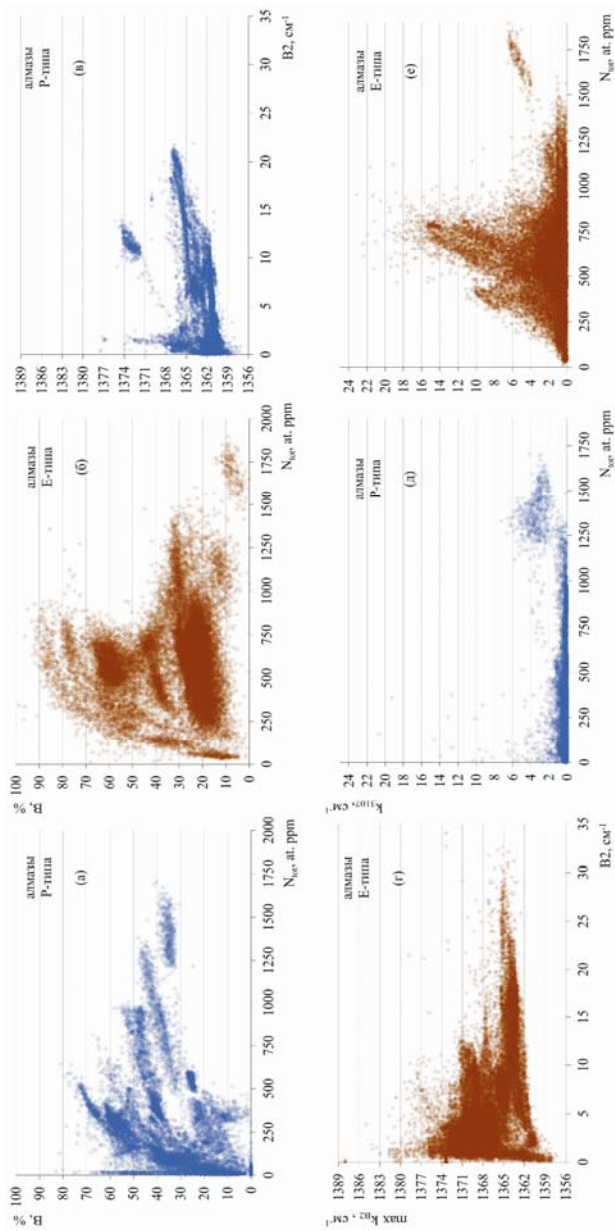 В, %
100
90
80
70
60
50
40
30
20
10
0
алмазы
Р-типа
(а)
0 250 500 750 1000 1250 1500 1750 2000
Ntot, at. ppm
В, %
100
90
80
70
60
50
40
30
20
10
0
алмазы
Е-типа
(б)
0 250 500 750 1000 1250 1500 1750 2000
Ntot, at. ppm
1389
1386
1383
1380
1377
1374
1371
1368
1365
1362
1359
1356
алмазы
Р-типа
(в)
0 5 10 15 20 25 30 35
В2, см⁻¹
max kB2, см⁻¹
1389
1386
1383
1380
1377
1374
1371
1368
1365
1362
1359
1356
алмазы
Е-типа
(г)
0 5 10 15 20 25 30 35
В2, см⁻¹
k3107, см⁻¹
24
22
20
18
16
14
12
10
8
6
4
2
0
алмазы
Р-типа
(д)
0 250 500 750 1000 1250 1500 1750
Ntot, at. ppm
24
22
20
18
16
14
12
10
8
6
4
2
0
алмазы
Е-типа
(е)
0 250 500 750 1000 1250 1500 1750
Ntot, at. ppm